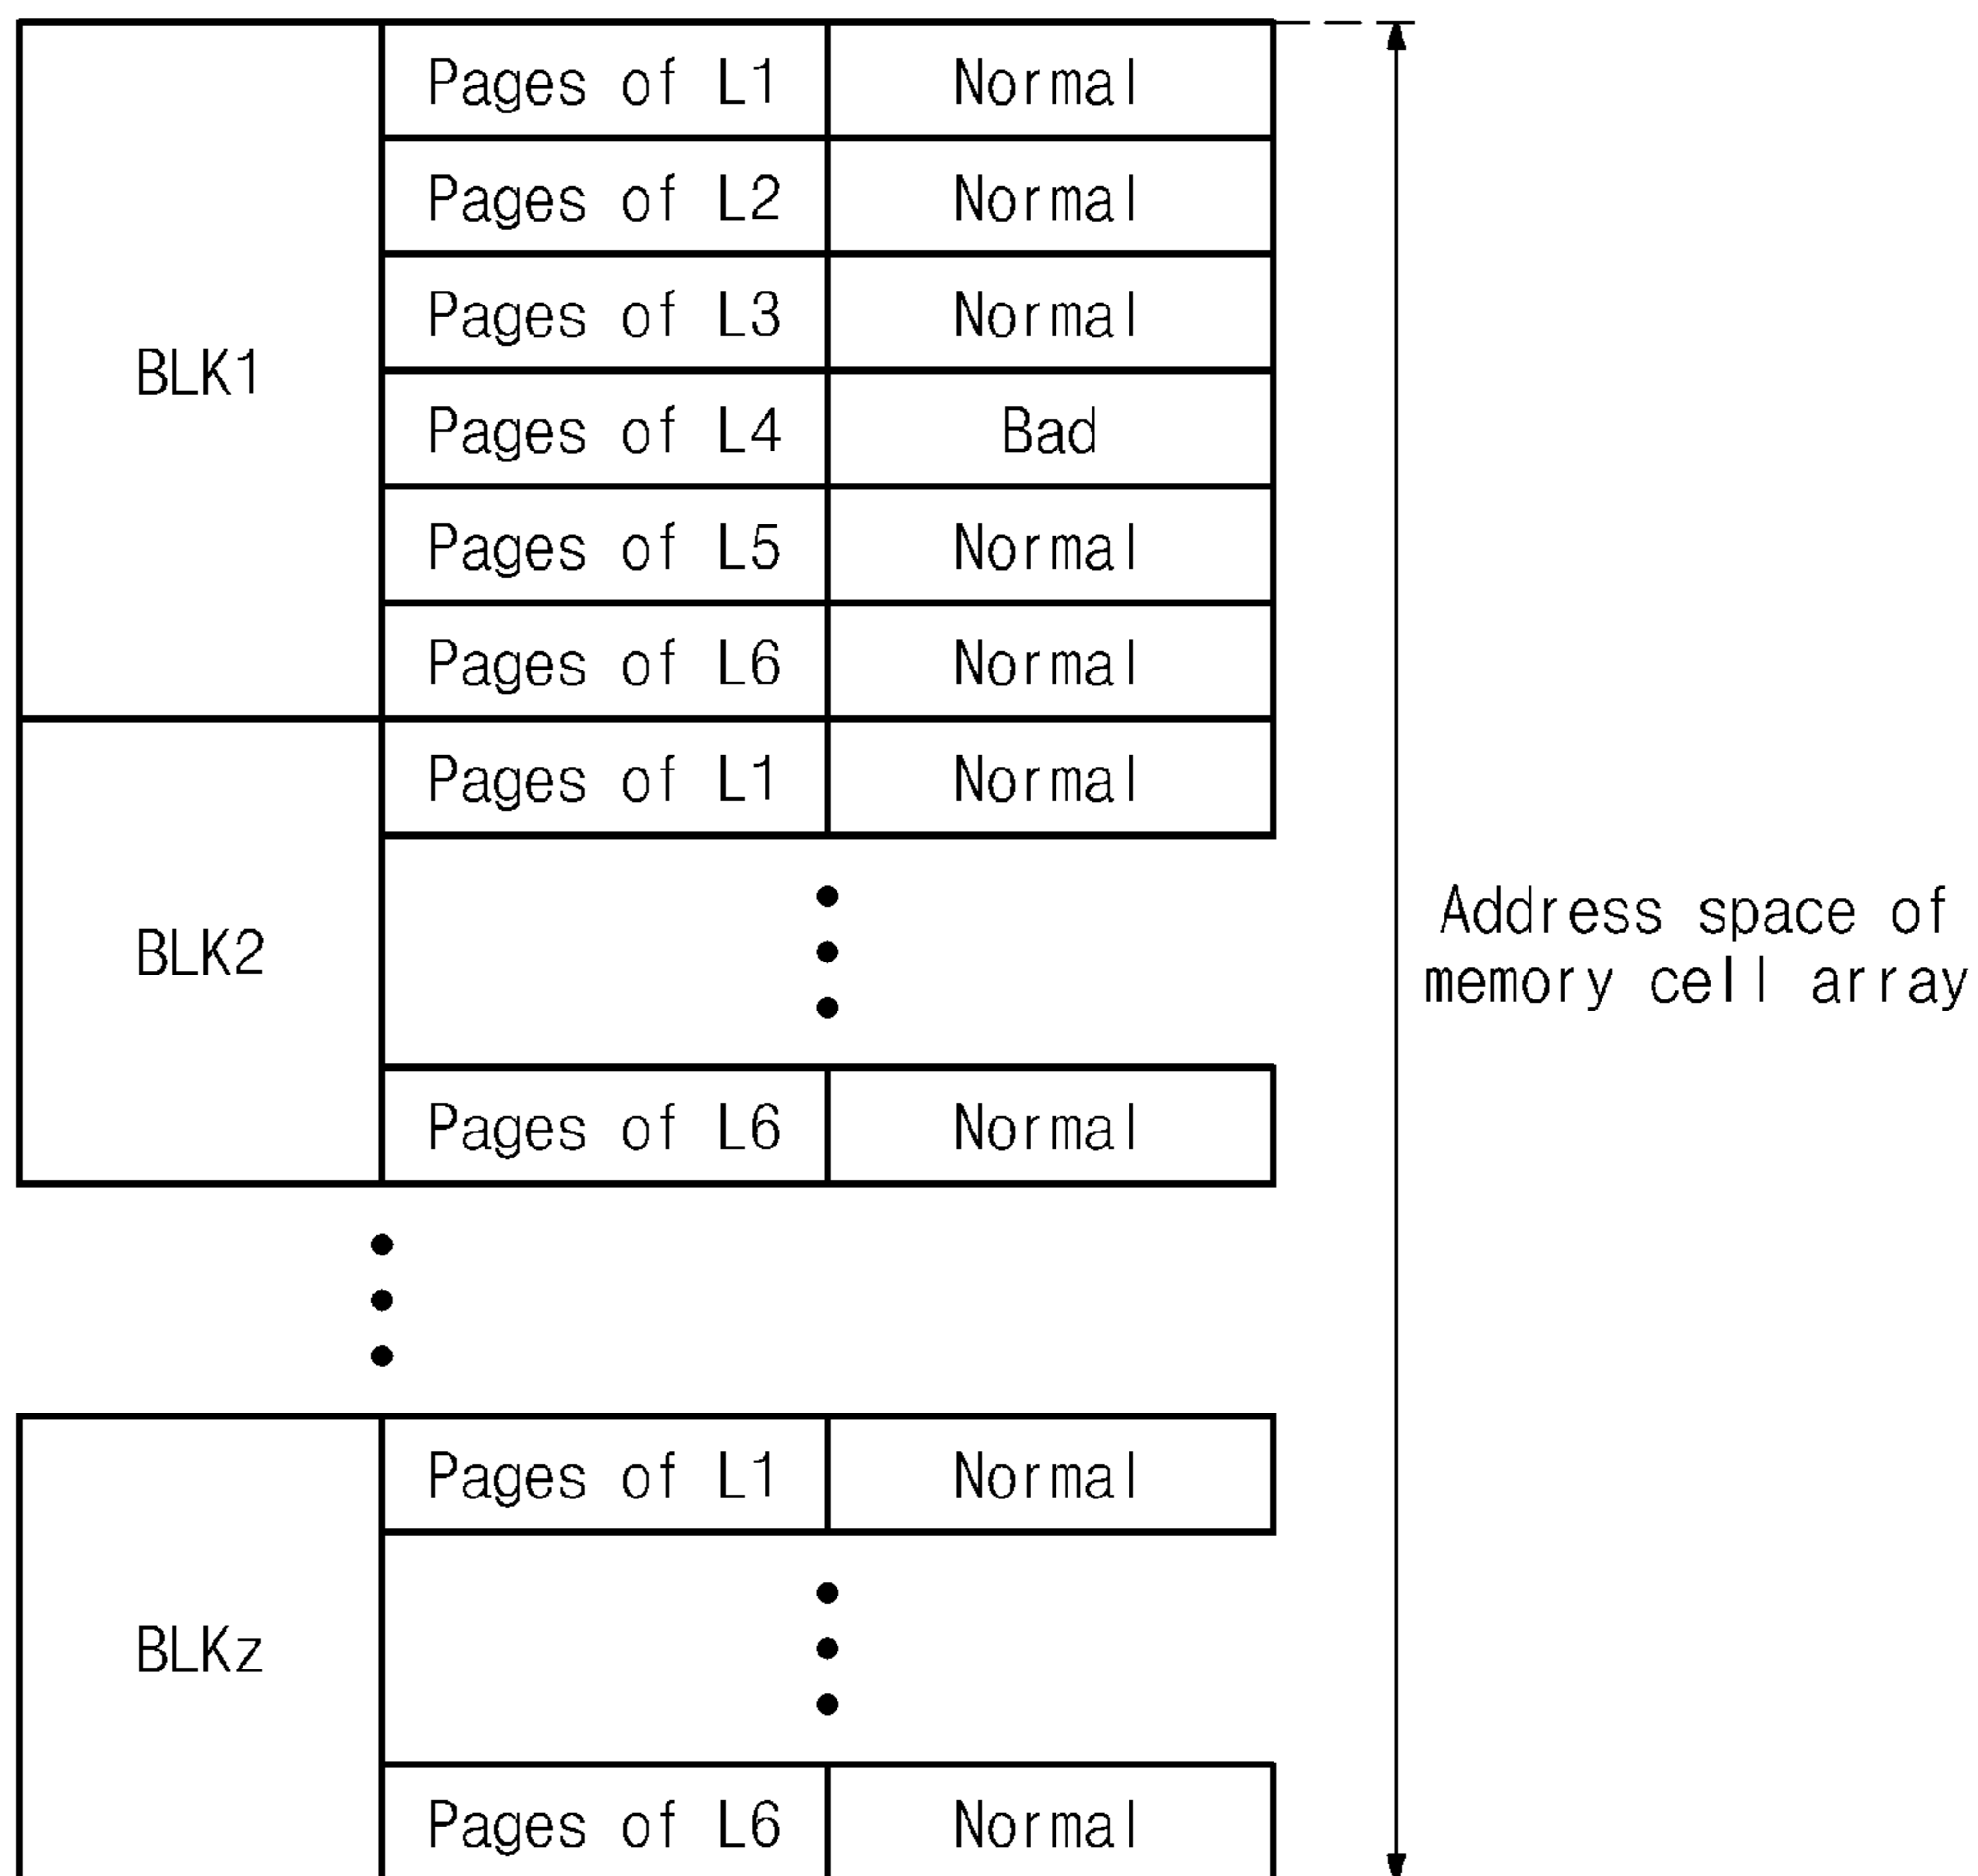 Pages of L1 Normal
Pages of L2 Normal
Pages of L3 Normal
BLK1
Pages of L4 Bad
Pages of L5 Normal
Pages of L6 Normal
Pages of L1 Normal
BLK2
Pages of L6 Normal
Address space of
memory cell array
Pages of L1 Normal
BLKz
Pages of L6 Normal